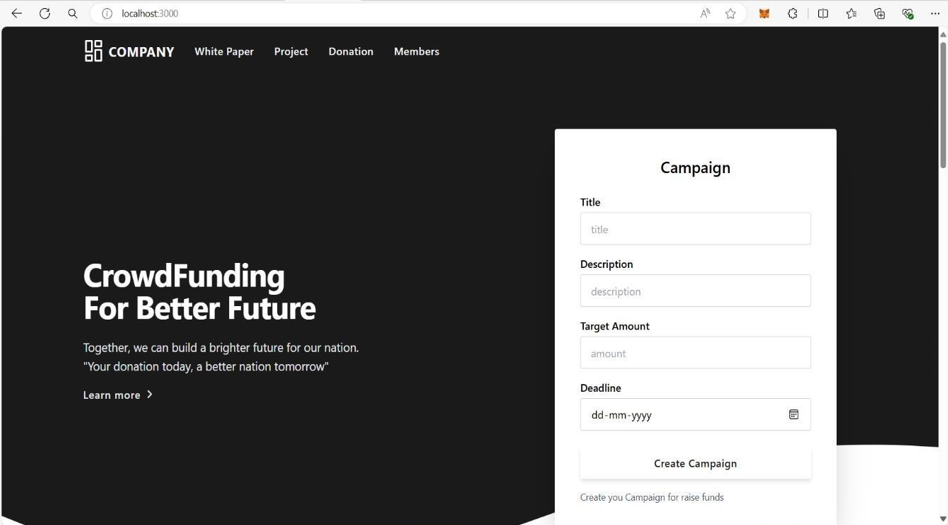 localhost:3000
COMPANY White Paper Project Donation Members
CrowdFunding
For Better Future
Together, we can build a brighter future for our nation.
"Your donation today, a better nation tomorrow"
Learn more
Campaign
Title
title
Description
description
Target Amount
amount
Deadline
dd-mm-yyyy
Create Campaign
Create you Campaign for raise funds